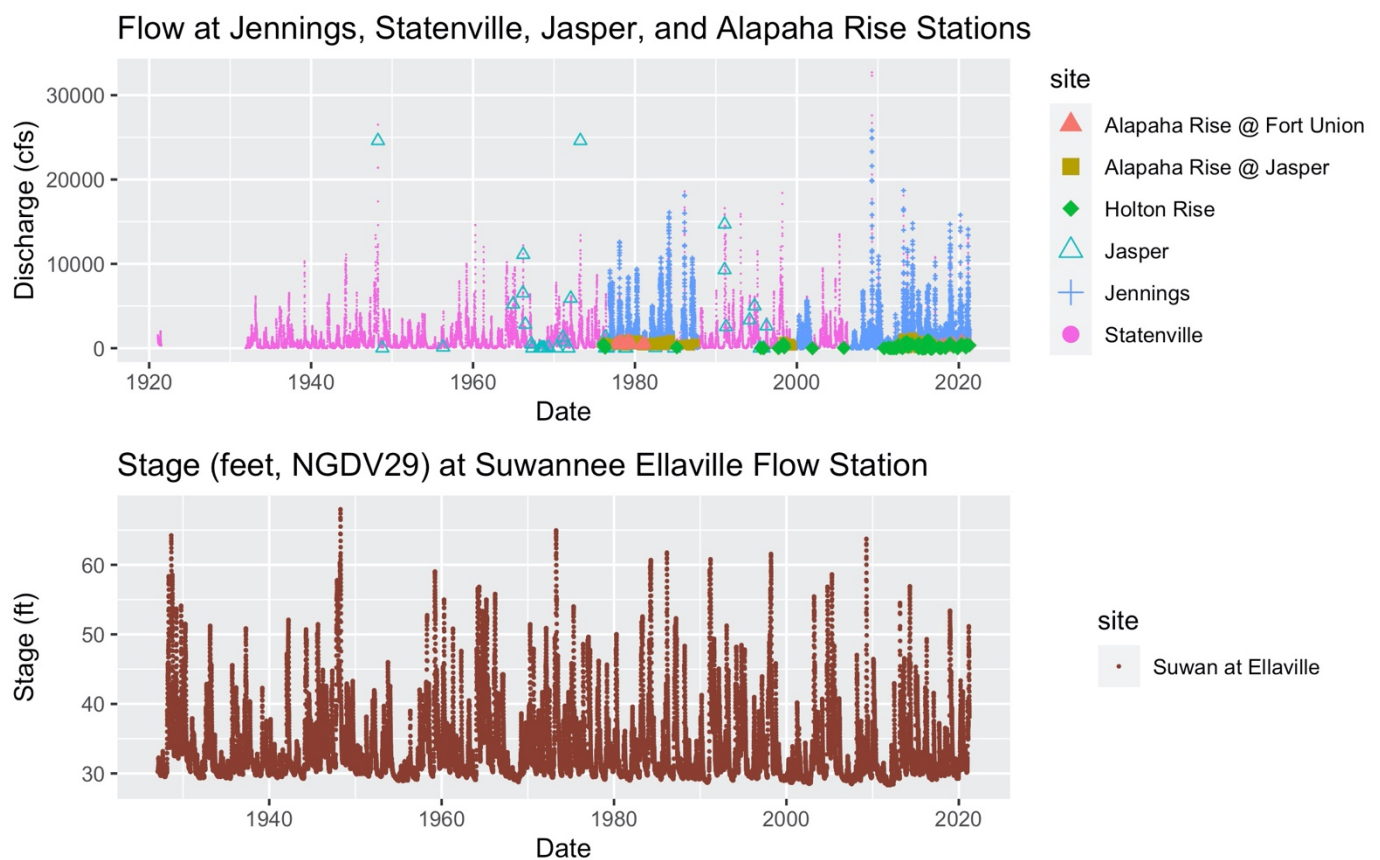 Flow at Jennings, Statenville, Jasper, and Alapaha Rise Stations
Discharge (cfs)
30000
20000
10000
0
1920 1940 1960 1980 2000 2020
Date
site
Alapaha Rise @ Fort Union
Alapaha Rise @ Jasper
Holton Rise
Jasper
Jennings
Statenville
Stage (feet, NGDV29) at Suwannee Ellaville Flow Station
Stage (ft)
60
50
40
30
1940 1960 1980 2000 2020
Date
site
Suwan at Ellaville